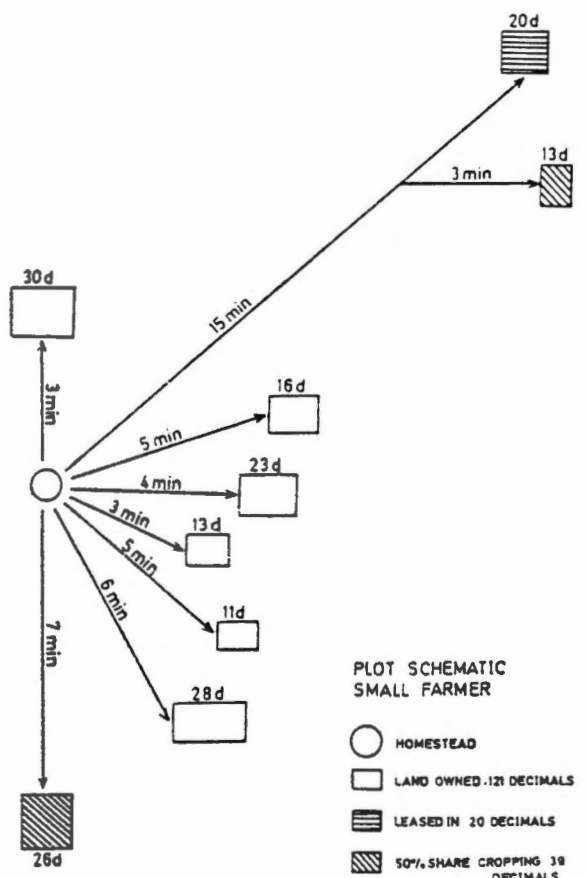 20d
13d
3 min
15 min
30d
3 min
16d
5 min
23d
4 min
13d
3 min
11d
5 min
28d
6 min
7 min
26d
PLOT SCHEMATIC
SMALL FARMER
HOMESTEAD
LAND OWNED .121 DECIMALS
LEASED IN 20 DECIMALS
50% SHARE CROPPING 39
DECIMALS